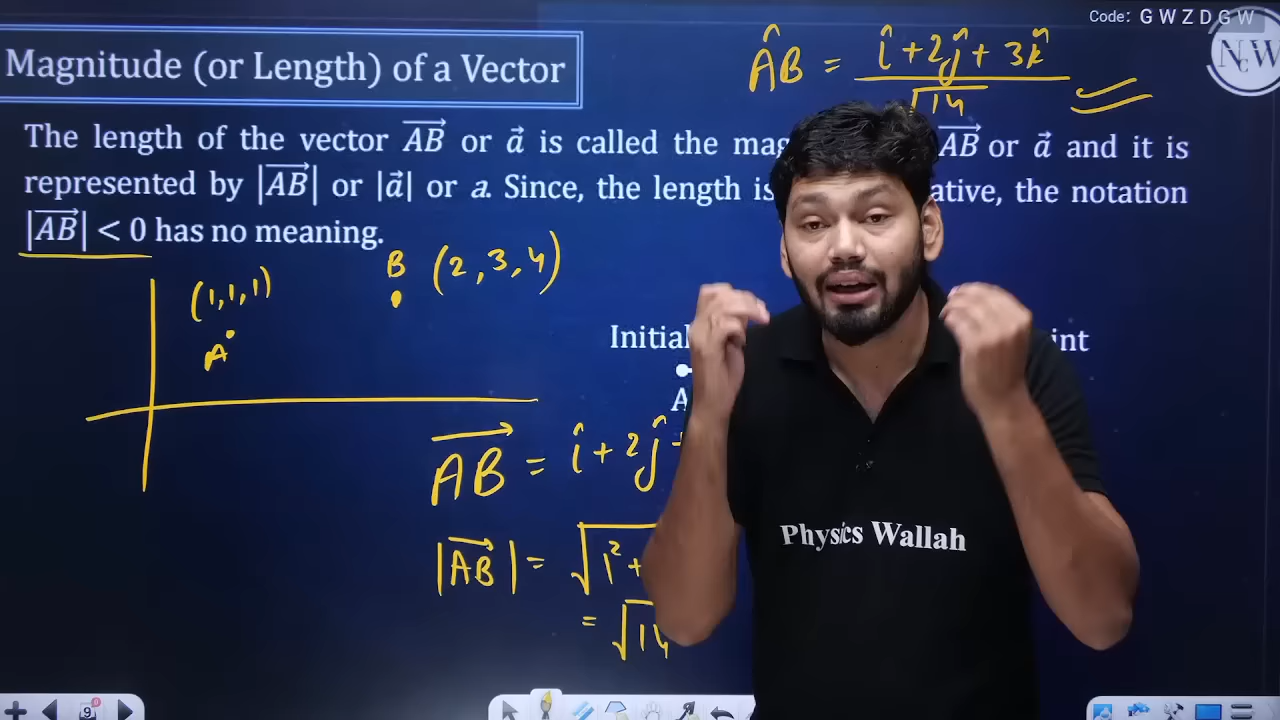 Code: G W Z D G W
N C W
Magnitude (or Length) of a Vector
ÂB = î + 2ĵ + 3k̂ / √14
The length of the vector AB⃗ or a⃗ is called the mag AB⃗ or a⃗ and it is
represented by |AB⃗| or |a⃗| or a. Since, the length is ative, the notation
|AB⃗| < 0 has no meaning.
B (2, 3, 4)
(1, 1, 1)
A
Initial int
A
AB⃗ = î + 2ĵ +
|AB⃗| = √1² +
= √14
Physics Wallah
9